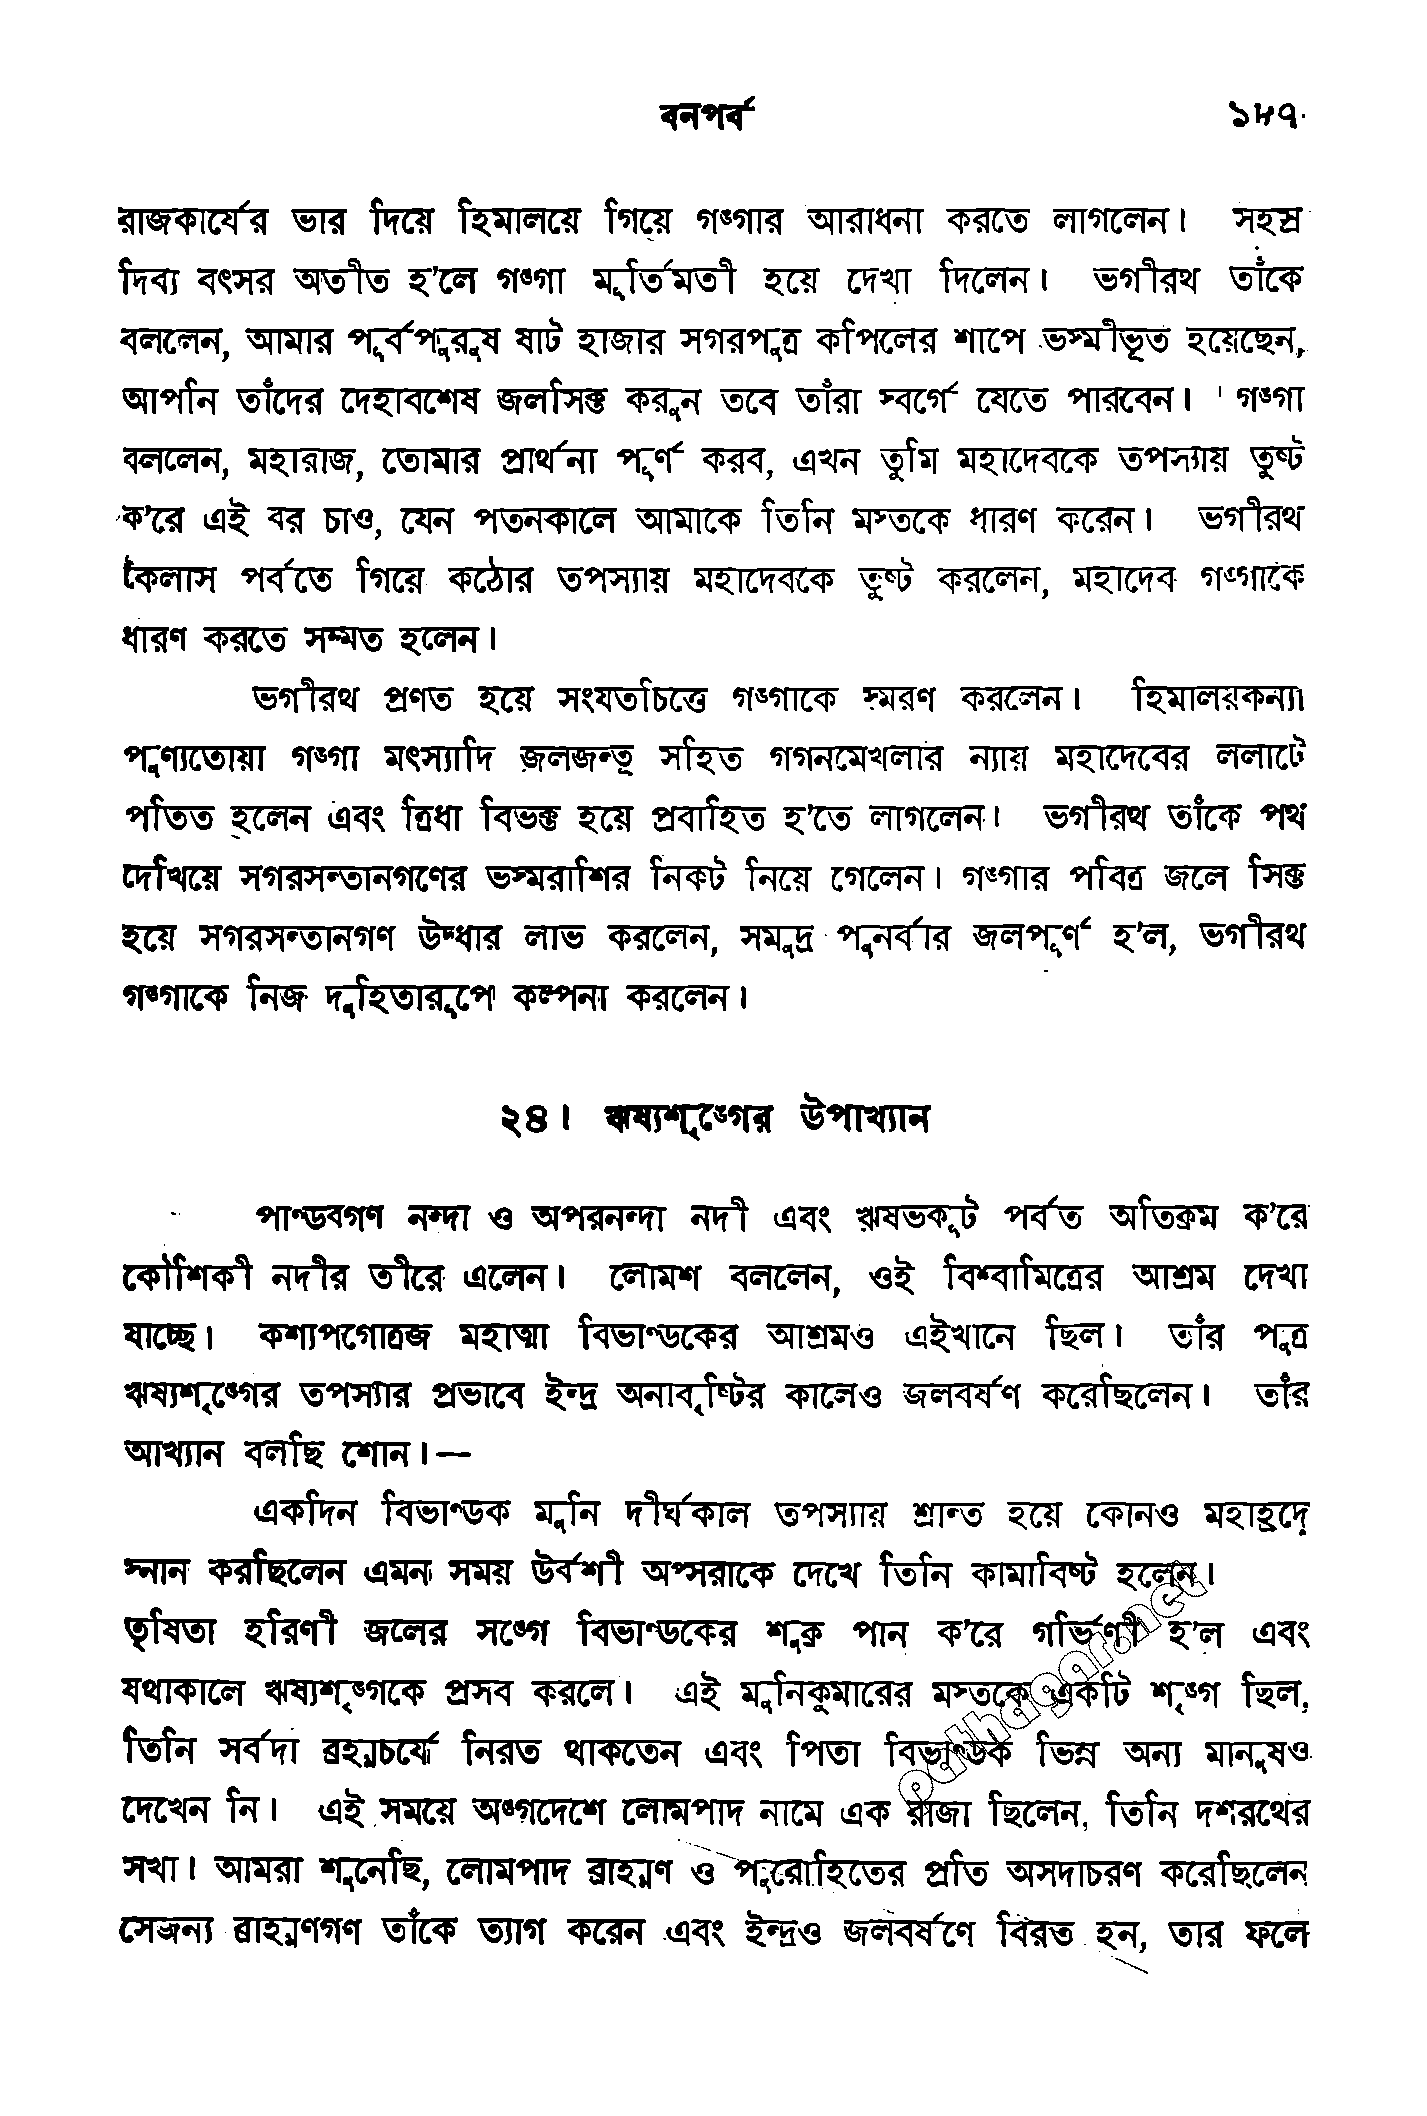 বনপর্ব ১৮৭
রাজকার্যের ভার দিয়ে হিমালয়ে গিয়ে গঙ্গার আরাধনা করতে লাগলেন। সহস্র
দিব্য বৎসর অতীত হ’লে গঙ্গা মূর্তিমতী হয়ে দেখা দিলেন। ভগীরথ তাঁকে
বললেন, আমার পূর্বপুরুষ ষাট হাজার সগরপুত্র কপিলের শাপে ভস্মীভূত হয়েছেন,
আপনি তাঁদের দেহাবশেষ জলসিক্ত করুন তবে তাঁরা স্বর্গে যেতে পারবেন। গঙ্গা
বললেন, মহারাজ, তোমার প্রার্থনা পূর্ণ করব, এখন তুমি মহাদেবকে তপস্যায় তুষ্ট
ক’রে এই বর চাও, যেন পতনকালে আমাকে তিনি মস্তকে ধারণ করেন। ভগীরথ
কৈলাস পর্বতে গিয়ে কঠোর তপস্যায় মহাদেবকে তুষ্ট করলেন, মহাদেব গঙ্গাকে
ধারণ করতে সম্মত হলেন।
ভগীরথ প্রণত হয়ে সংযতচিত্তে গঙ্গাকে স্মরণ করলেন। হিমালয়কন্যা
পুণ্যতোয়া গঙ্গা মৎস্যাদি জলজন্তু সহিত গগনমেখলার ন্যায় মহাদেবের ললাটে
পতিত হলেন এবং ত্রিধা বিভক্ত হয়ে প্রবাহিত হ’তে লাগলেন। ভগীরথ তাঁকে পথ
দেখিয়ে সগরসন্তানগণের ভস্মরাশির নিকট নিয়ে গেলেন। গঙ্গার পবিত্র জলে সিক্ত
হয়ে সগরসন্তানগণ উদ্ধার লাভ করলেন, সমুদ্র পুনর্বার জলপূর্ণ হ’ল, ভগীরথ
গঙ্গাকে নিজ দুহিতারূপে কল্পনা করলেন।
২৪। ঋষ্যশৃঙ্গের উপাখ্যান
পাণ্ডবগণ নন্দা ও অপরনন্দা নদী এবং ঋষভকূট পর্বত অতিক্রম ক’রে
কৌশিকী নদীর তীরে এলেন। লোমশ বললেন, ওই বিশ্বামিত্রের আশ্রম দেখা
যাচ্ছে। কশ্যপগোত্রজ মহাত্মা বিভাণ্ডকের আশ্রমও এইখানে ছিল। তাঁর পুত্র
ঋষ্যশৃঙ্গের তপস্যার প্রভাবে ইন্দ্র অনাবৃষ্টির কালেও জলবর্ষণ করেছিলেন। তাঁর
আখ্যান বলছি শোন।—
একদিন বিভাণ্ডক মুনি দীর্ঘকাল তপস্যায় শ্রান্ত হয়ে কোনও মহাহ্রদে
স্নান করছিলেন এমন সময় উর্বশী অপ্সরাকে দেখে তিনি কামাবিষ্ট হলেন।
তৃষিতা হরিণী জলের সঙ্গে বিভাণ্ডকের শুক্র পান ক’রে গর্ভিণী হ’ল এবং
যথাকালে ঋষ্যশৃঙ্গকে প্রসব করলে। এই মুনিকুমারের মস্তকে একটি শৃঙ্গ ছিল,
তিনি সর্বদা ব্রহ্মচর্যে নিরত থাকতেন এবং পিতা বিভাণ্ডক ভিন্ন অন্য মানুষও
দেখেন নি। এই সময়ে অঙ্গদেশে লোমপাদ নামে এক রাজা ছিলেন, তিনি দশরথের
সখা। আমরা শুনেছি, লোমপাদ ব্রাহ্মণ ও পুরোহিতের প্রতি অসদাচরণ করেছিলেন
সেজন্য ব্রাহ্মণগণ তাঁকে ত্যাগ করেন এবং ইন্দ্রও জলবর্ষণে বিরত হন, তার ফলে
pathagar.net